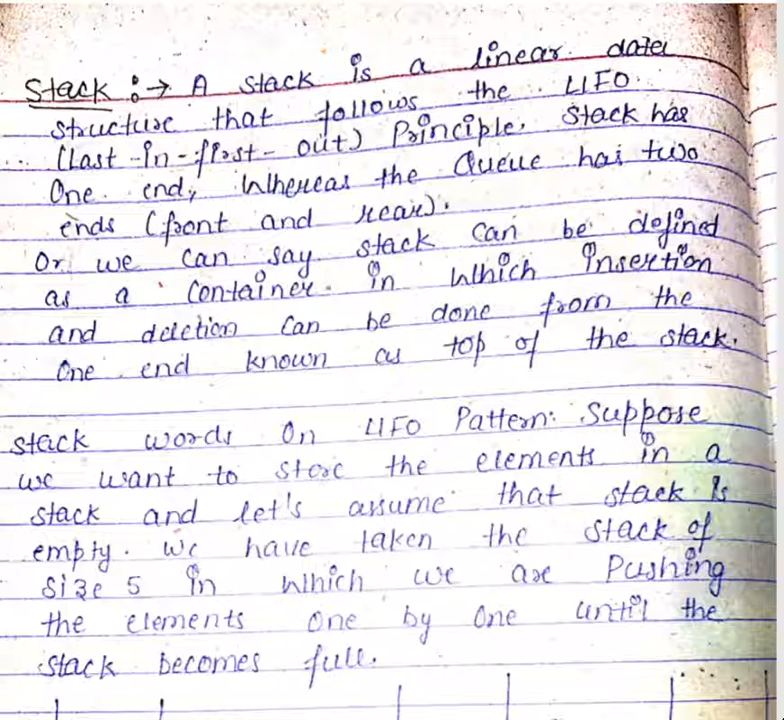 Stack :→ A stack is a linear data
structure that follows the LIFO
(last-in-first-out) Principle. Stack has
One end, whereas the Queue has two
ends (front and rear).
Or we can say stack can be defined
as a container in which insertion
and deletion can be done from the
One end known as top of the stack.
Stack words On LIFO Pattern: Suppose
we want to store the elements in a
stack and let's assume that stack is
empty. We have taken the stack of
size 5 in which we are Pushing
the elements one by one until the
stack becomes full.